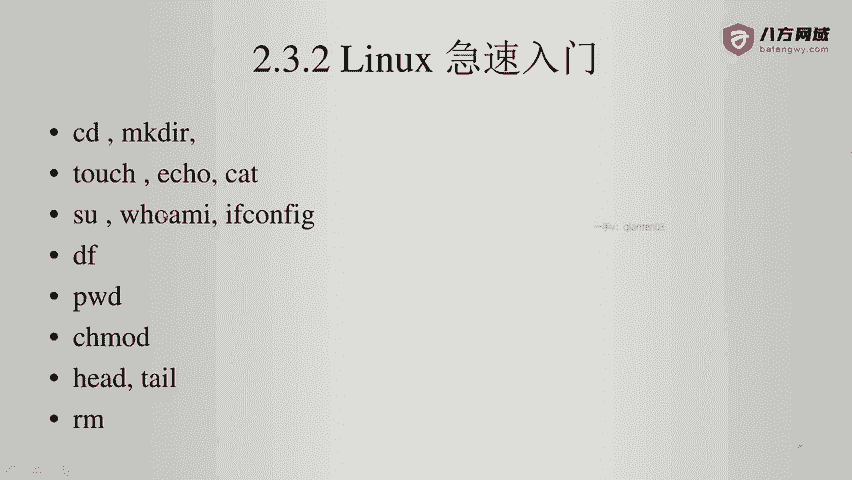 八方网域
bafangwy.com
2.3.2 Linux 急速入门
• cd , mkdir,
• touch , echo, cat
• su , whoami, ifconfig
• df
• pwd
• chmod
• head, tail
• rm